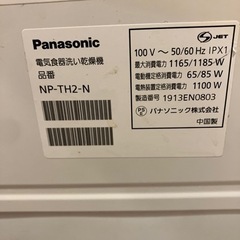 Panasonic
電気食器洗い乾燥機
品番
NP-TH2-N
JET
100 V ~ 50/60 Hz IPX1
最大消費電力 1165/1185 W
電動機定格消費電力 65/85 W
電熱装置定格消費電力 1100 W
製造番号 1913EN0803
パナソニック株式会社
中国製